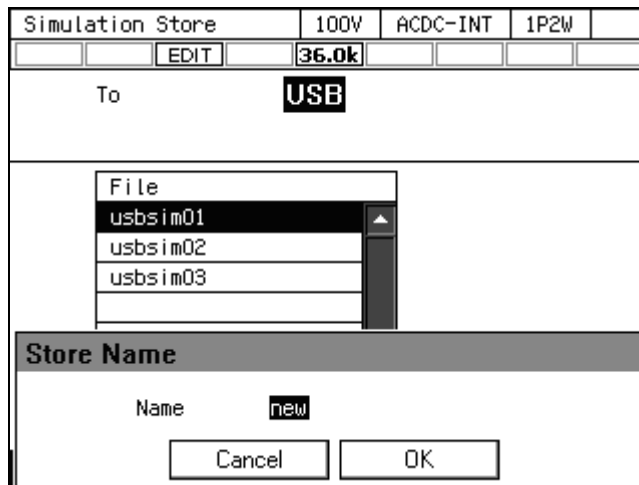 Simulation Store 100V ACDC-INT 1P2W
EDIT 36.0k
To USB
File
usbsim01
usbsim02
usbsim03
Store Name
Name new
Cancel OK